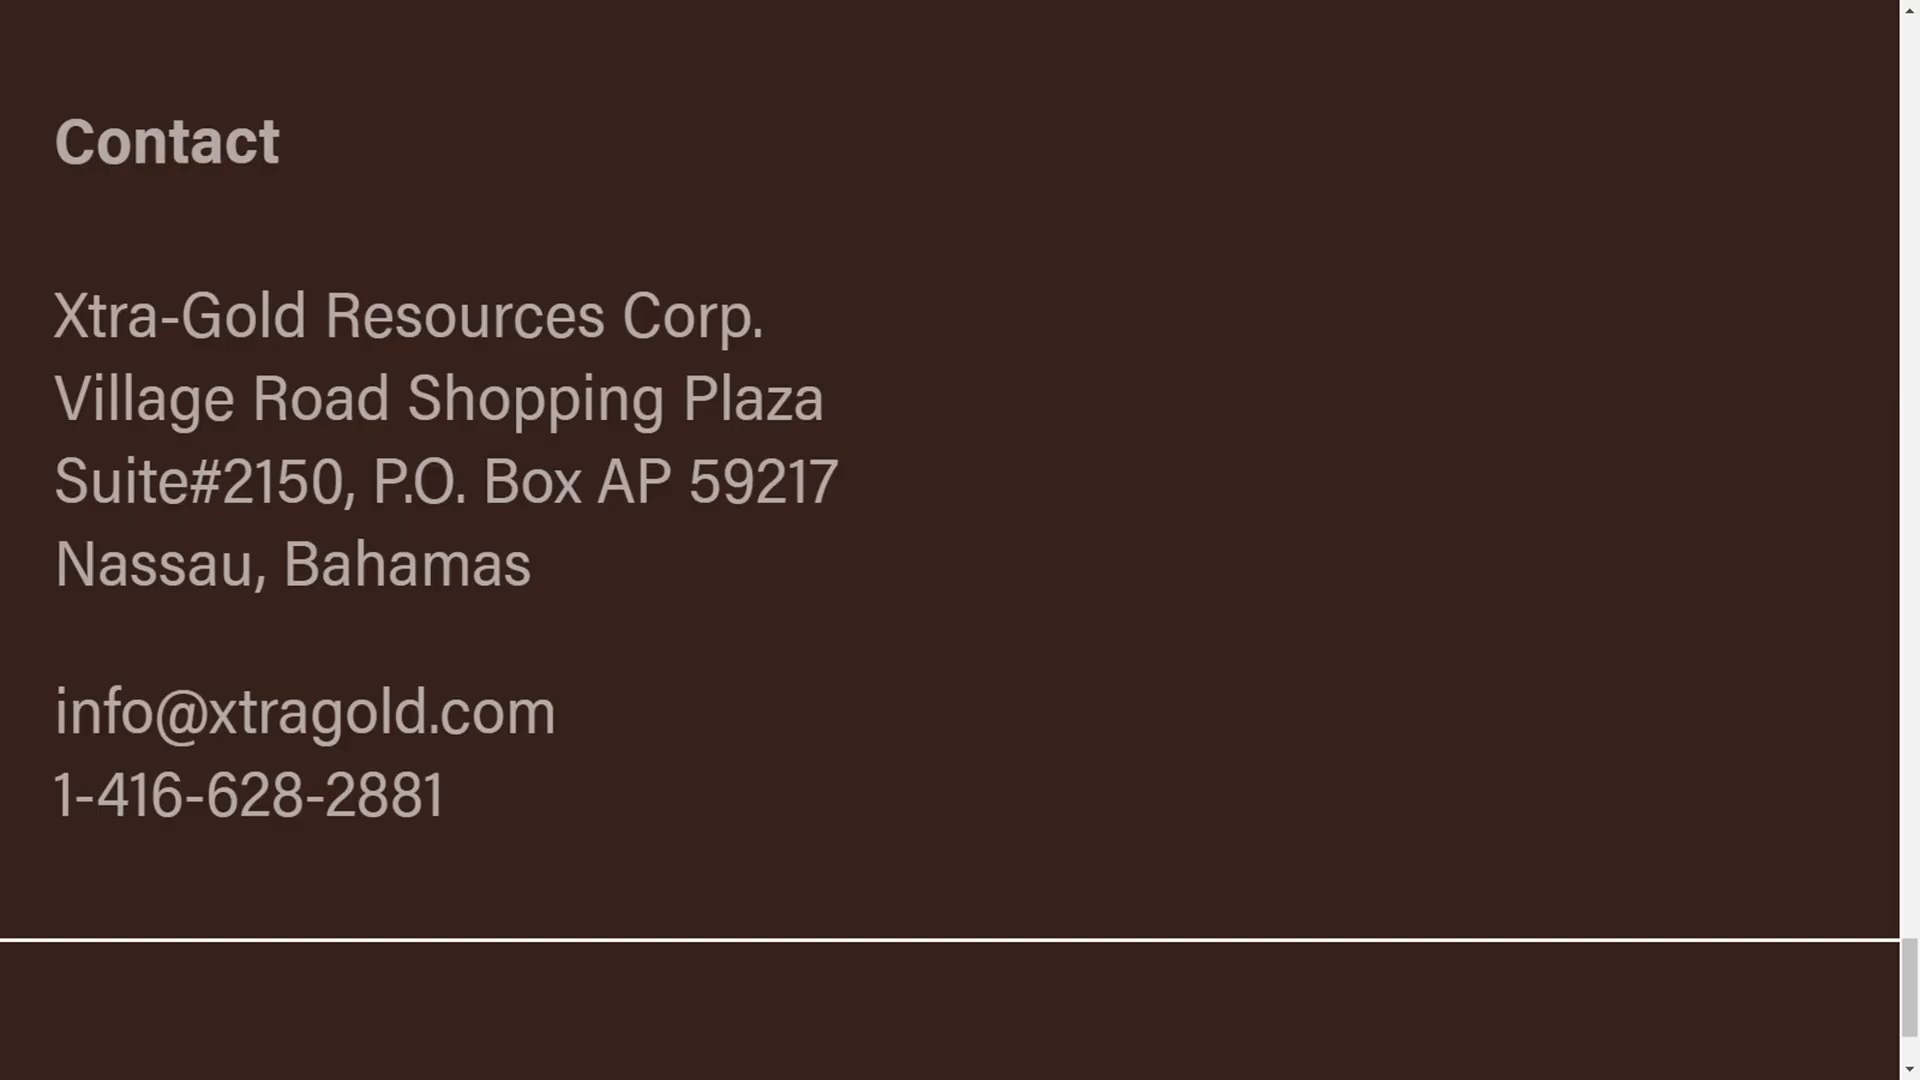 Contact
Xtra-Gold Resources Corp.
Village Road Shopping Plaza
Suite#2150, P.O. Box AP 59217
Nassau, Bahamas
info@xtragold.com
1-416-628-2881